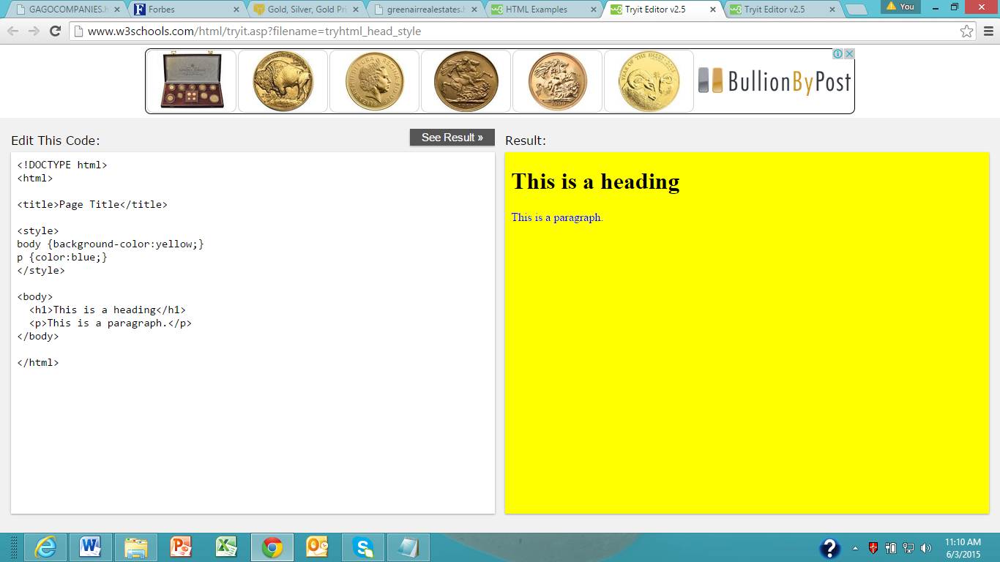 GAGOCOMPANIES.h
Forbes
Gold, Silver, Gold Pri
greenairrealestates.h
HTML Examples
Tryit Editor v2.5
Tryit Editor v2.5
You
www.w3schools.com/html/tryit.asp?filename=tryhtml_head_style
BullionByPost
Edit This Code:
See Result »
Result:
<!DOCTYPE html>
<html>
<title>Page Title</title>
<style>
body {background-color:yellow;}
p {color:blue;}
</style>
<body>
  <h1>This is a heading</h1>
  <p>This is a paragraph.</p>
</body>
</html>
This is a heading
This is a paragraph.
11:10 AM
6/3/2015